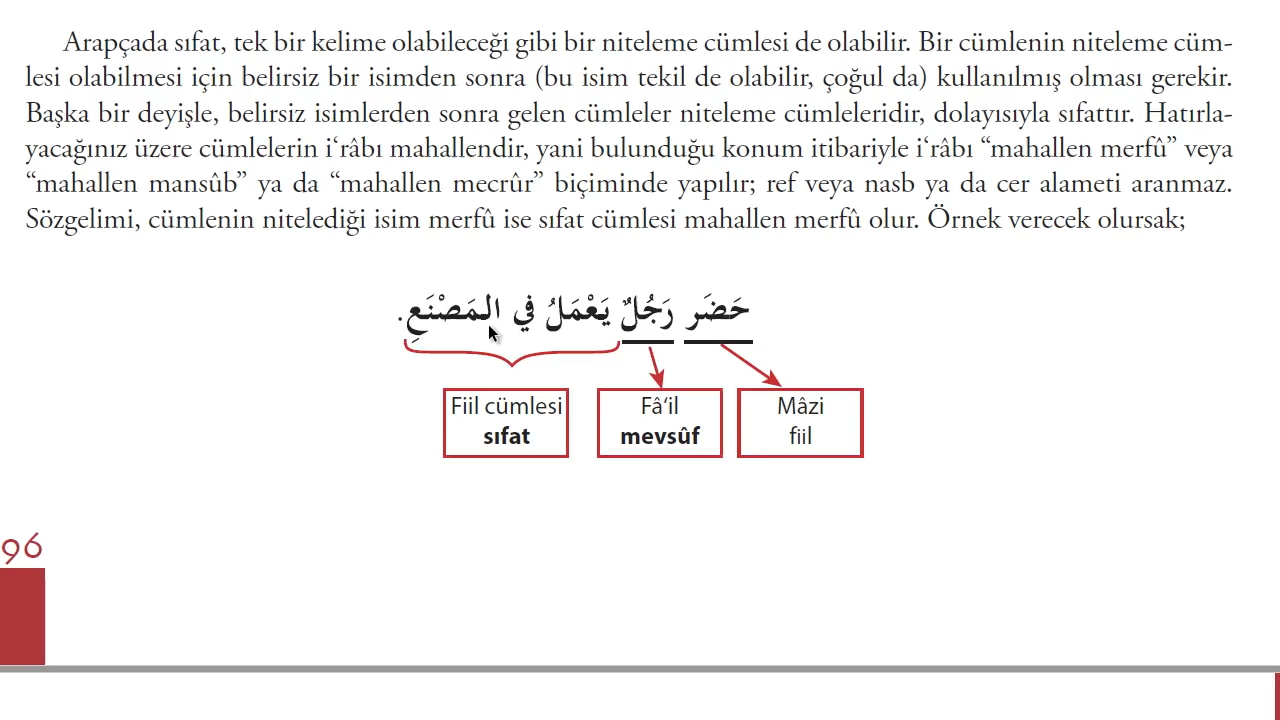 Arapçada sıfat, tek bir kelime olabileceği gibi bir niteleme cümlesi de olabilir. Bir cümlenin niteleme cüm-
lesi olabilmesi için belirsiz bir isimden sonra (bu isim tekil de olabilir, çoğul da) kullanılmış olması gerekir.
Başka bir deyişle, belirsiz isimlerden sonra gelen cümleler niteleme cümleleridir, dolayısıyla sıfattır. Hatırla-
yacağınız üzere cümlelerin i‘râbı mahallendir, yani bulunduğu konum itibariyle i‘râbı “mahallen merfû” veya
“mahallen mansûb” ya da “mahallen mecrûr” biçiminde yapılır; ref veya nasb ya da cer alameti aranmaz.
Sözgelimi, cümlenin nitelediği isim merfû ise sıfat cümlesi mahallen merfû olur. Örnek verecek olursak;
حَضَر رَجُلٌ يَعْمَلُ في المَصْنَعِ.
Fiil cümlesi
sıfat
Fâ‘il
mevsûf
Mâzi
fiil
96